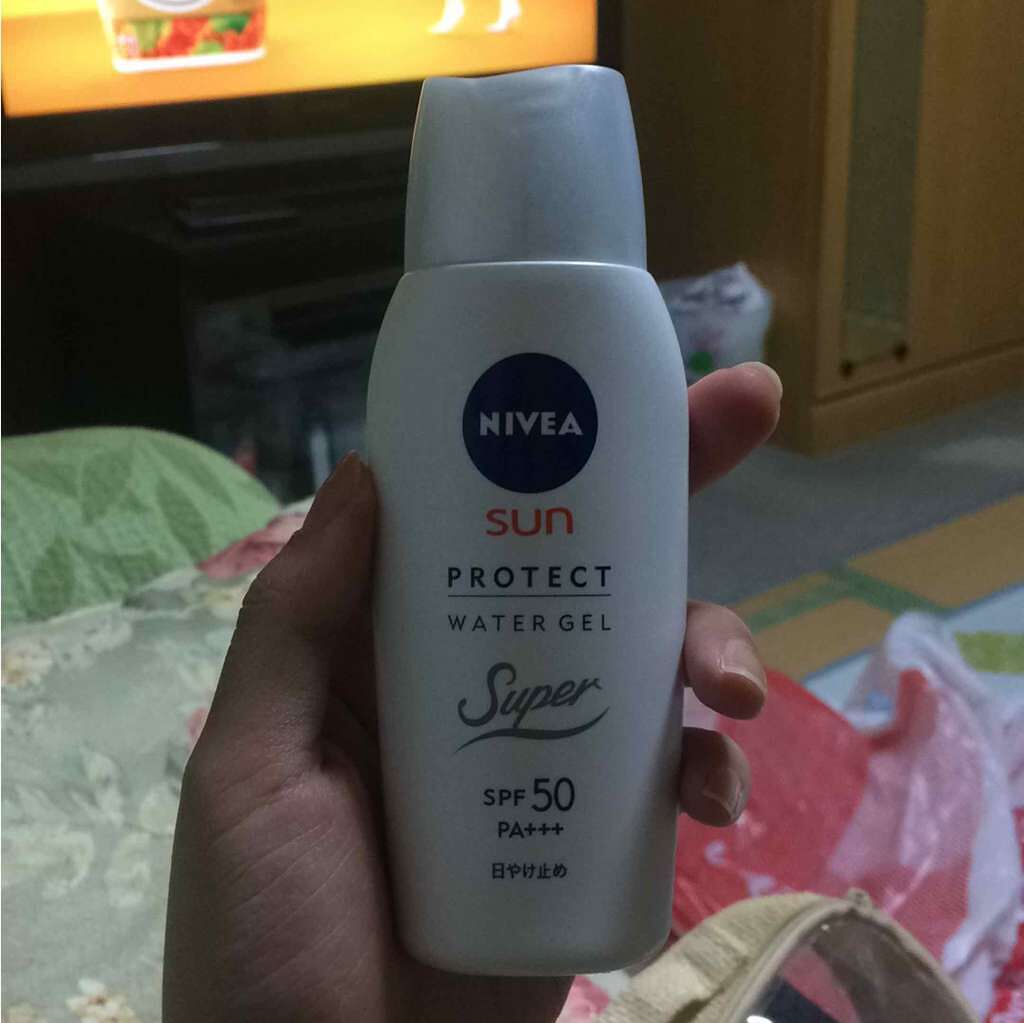 NIVEA
sun
PROTECT
WATER GEL
Super
SPF 50
PA+++
日やけ止め